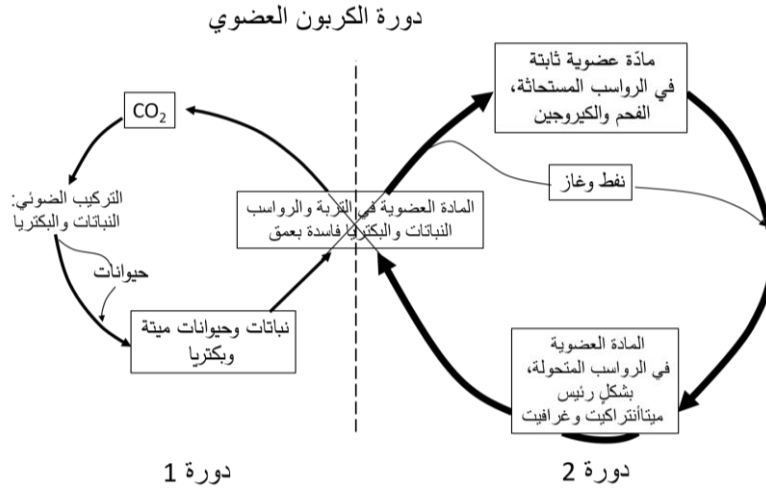 دورة الكربون العضوي
مادّة عضوية ثابتة
في الرواسب المستحاثة،
الفحم والكيروجين
CO₂
نفط وغاز
التركيب الضوئي:
النباتات والبكتريا
المادة العضوية في التربة والرواسب
النباتات والبكتريا فاسدة بعمق
حيوانات
نباتات وحيوانات ميتة
وبكتريا
المادة العضوية
في الرواسب المتحولة،
بشكلٍ رئيس
ميتاأنتراكيت وغرافيت
دورة 1
دورة 2